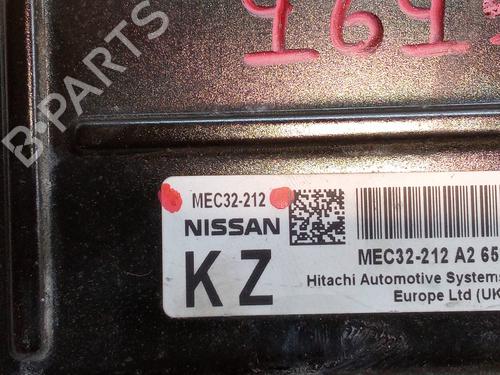 B-PARTS
MEC32-212
NISSAN
KZ
MEC32-212 A2 65
Hitachi Automotive Systems
Europe Ltd (UK